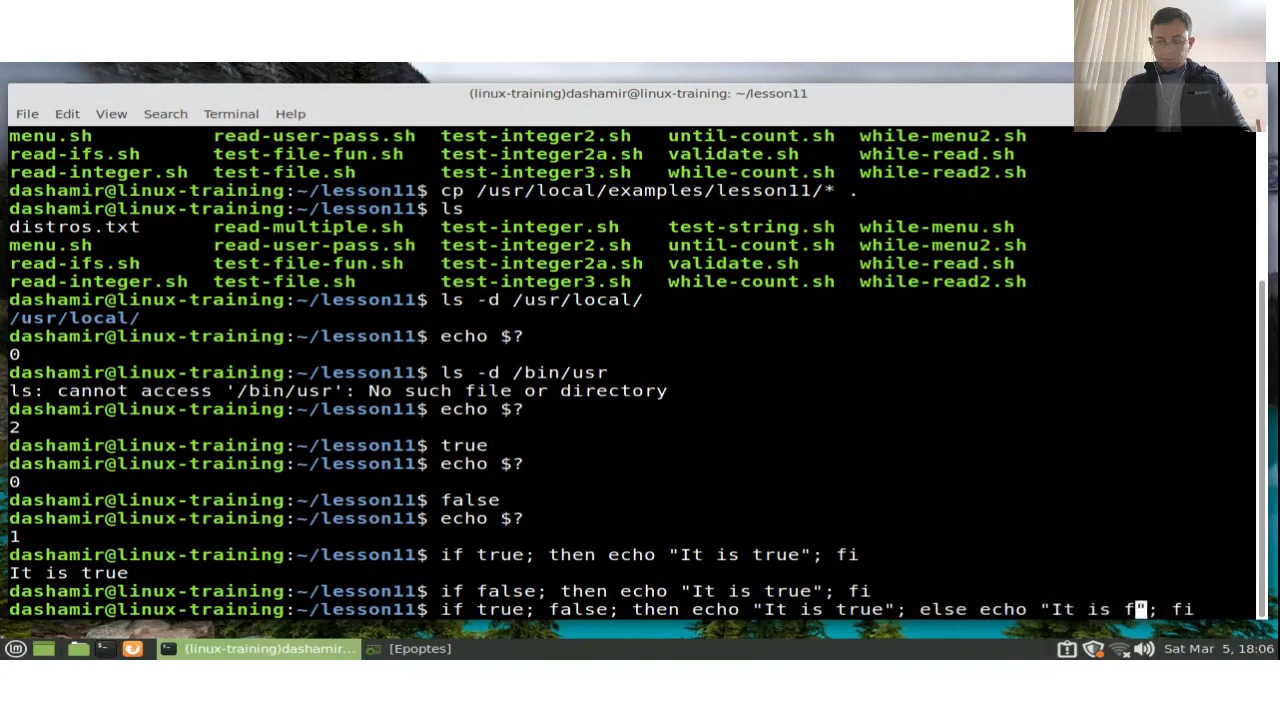 (linux-training)dashamir@linux-training: ~/lesson11
File Edit View Search Terminal Help
menu.sh read-user-pass.sh test-integer2.sh until-count.sh while-menu2.sh
read-ifs.sh test-file-fun.sh test-integer2a.sh validate.sh while-read.sh
read-integer.sh test-file.sh test-integer3.sh while-count.sh while-read2.sh
dashamir@linux-training:~/lesson11$ cp /usr/local/examples/lesson11/* .
dashamir@linux-training:~/lesson11$ ls
distros.txt read-multiple.sh test-integer.sh test-string.sh while-menu.sh
menu.sh read-user-pass.sh test-integer2.sh until-count.sh while-menu2.sh
read-ifs.sh test-file-fun.sh test-integer2a.sh validate.sh while-read.sh
read-integer.sh test-file.sh test-integer3.sh while-count.sh while-read2.sh
dashamir@linux-training:~/lesson11$ ls -d /usr/local/
/usr/local/
dashamir@linux-training:~/lesson11$ echo $?
0
dashamir@linux-training:~/lesson11$ ls -d /bin/usr
ls: cannot access '/bin/usr': No such file or directory
dashamir@linux-training:~/lesson11$ echo $?
2
dashamir@linux-training:~/lesson11$ true
dashamir@linux-training:~/lesson11$ echo $?
0
dashamir@linux-training:~/lesson11$ false
dashamir@linux-training:~/lesson11$ echo $?
1
dashamir@linux-training:~/lesson11$ if true; then echo "It is true"; fi
It is true
dashamir@linux-training:~/lesson11$ if false; then echo "It is true"; fi
dashamir@linux-training:~/lesson11$ if true; false; then echo "It is true"; else echo "It is f"; fi
(linux-training)dashamir... [Epoptes] Sat Mar 5, 18:06